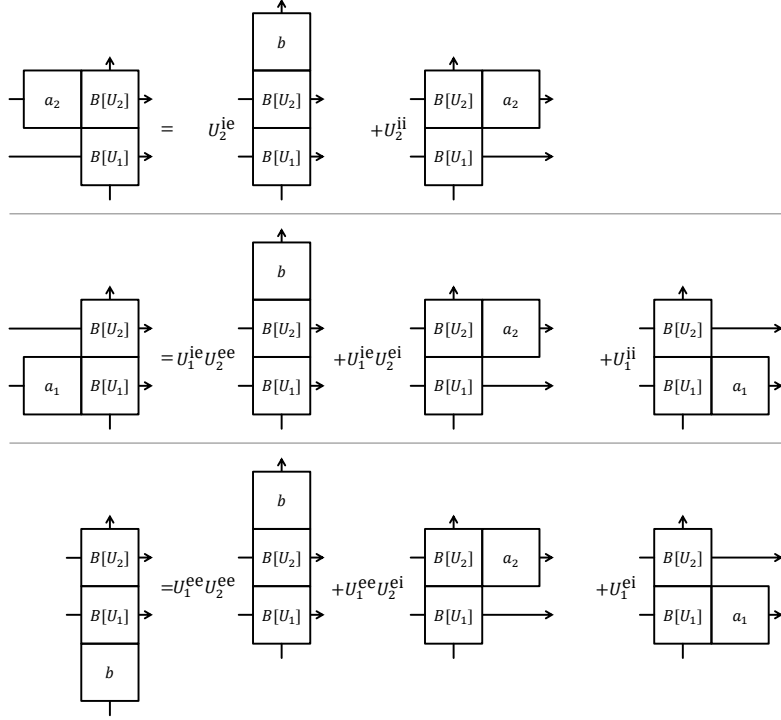 b
a₂ B[U₂] = U₂^ie B[U₂] +U₂^ii B[U₂] a₂
B[U₁] B[U₁] B[U₁]
b
B[U₂] B[U₂] B[U₂] a₂ B[U₂]
a₁ B[U₁] =U₁^ie U₂^ee B[U₁] +U₁^ie U₂^ei B[U₁] +U₁^ii B[U₁] a₁
b
B[U₂] B[U₂] B[U₂] a₂ B[U₂]
B[U₁] =U₁^ee U₂^ee B[U₁] +U₁^ee U₂^ei B[U₁] +U₁^ei B[U₁] a₁
b